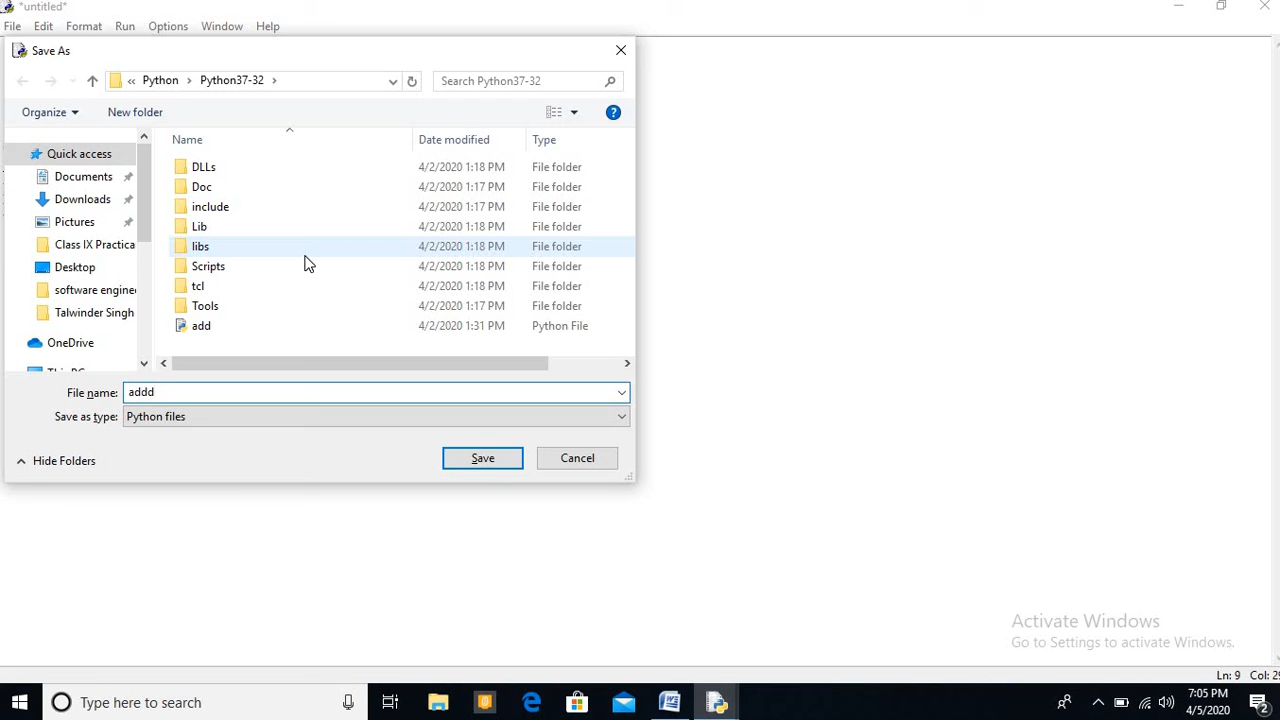 *untitled*
File Edit Format Run Options Window Help
Save As
« Python > Python37-32 > Search Python37-32
Organize New folder
Name Date modified Type
Quick access
Documents
Downloads
Pictures
Class IX Practica
Desktop
software engine
Talwinder Singh
OneDrive
DLLs 4/2/2020 1:18 PM File folder
Doc 4/2/2020 1:17 PM File folder
include 4/2/2020 1:17 PM File folder
Lib 4/2/2020 1:18 PM File folder
libs 4/2/2020 1:18 PM File folder
Scripts 4/2/2020 1:18 PM File folder
tcl 4/2/2020 1:18 PM File folder
Tools 4/2/2020 1:17 PM File folder
add 4/2/2020 1:31 PM Python File
File name: addd
Save as type: Python files
Hide Folders Save Cancel
Activate Windows
Go to Settings to activate Windows.
Ln: 9 Col: 29
Type here to search
7:05 PM
4/5/2020
2